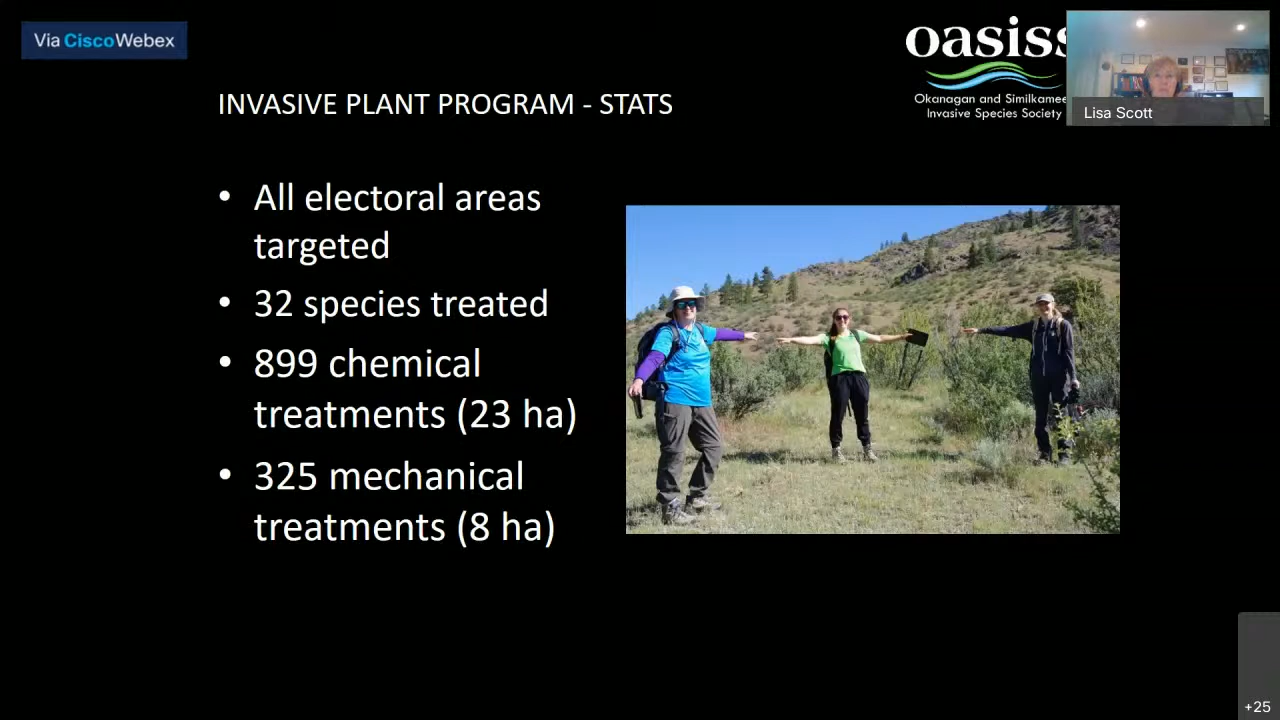 Via CiscoWebex
oasiss
Okanagan and Similkamee
Invasive Species Society
Lisa Scott
INVASIVE PLANT PROGRAM - STATS
• All electoral areas
targeted
• 32 species treated
• 899 chemical
treatments (23 ha)
• 325 mechanical
treatments (8 ha)
+25